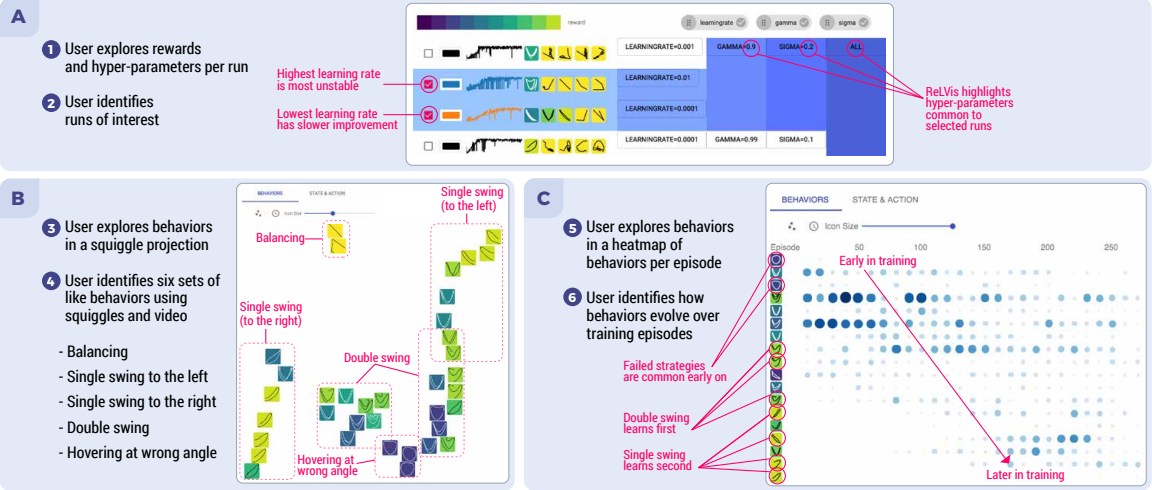 A
1 User explores rewards
and hyper-parameters per run
2 User identifies
runs of interest
Highest learning rate
is most unstable
Lowest learning rate
has slower improvement
reward
learningrate
gamma
sigma
LEARNINGRATE=0.001
GAMMA=0.9
SIGMA=0.2
ALL
LEARNINGRATE=0.01
LEARNINGRATE=0.0001
LEARNINGRATE=0.0001
GAMMA=0.99
SIGMA=0.1
ReLVis highlights
hyper-parameters
common to
selected runs
B
3 User explores behaviors
in a squiggle projection
4 User identifies six sets of
like behaviors using
squiggles and video
- Balancing
- Single swing to the left
- Single swing to the right
- Double swing
- Hovering at wrong angle
BEHAVIORS
STATE & ACTION
Icon Size
Balancing
Single swing
(to the left)
Single swing
(to the right)
Double swing
Hovering at
wrong angle
C
5 User explores behaviors
in a heatmap of
behaviors per episode
6 User identifies how
behaviors evolve over
training episodes
Failed strategies
are common early on
Double swing
learns first
Single swing
learns second
BEHAVIORS
STATE & ACTION
Icon Size
Episode
50
100
150
200
250
Early in training
Later in training